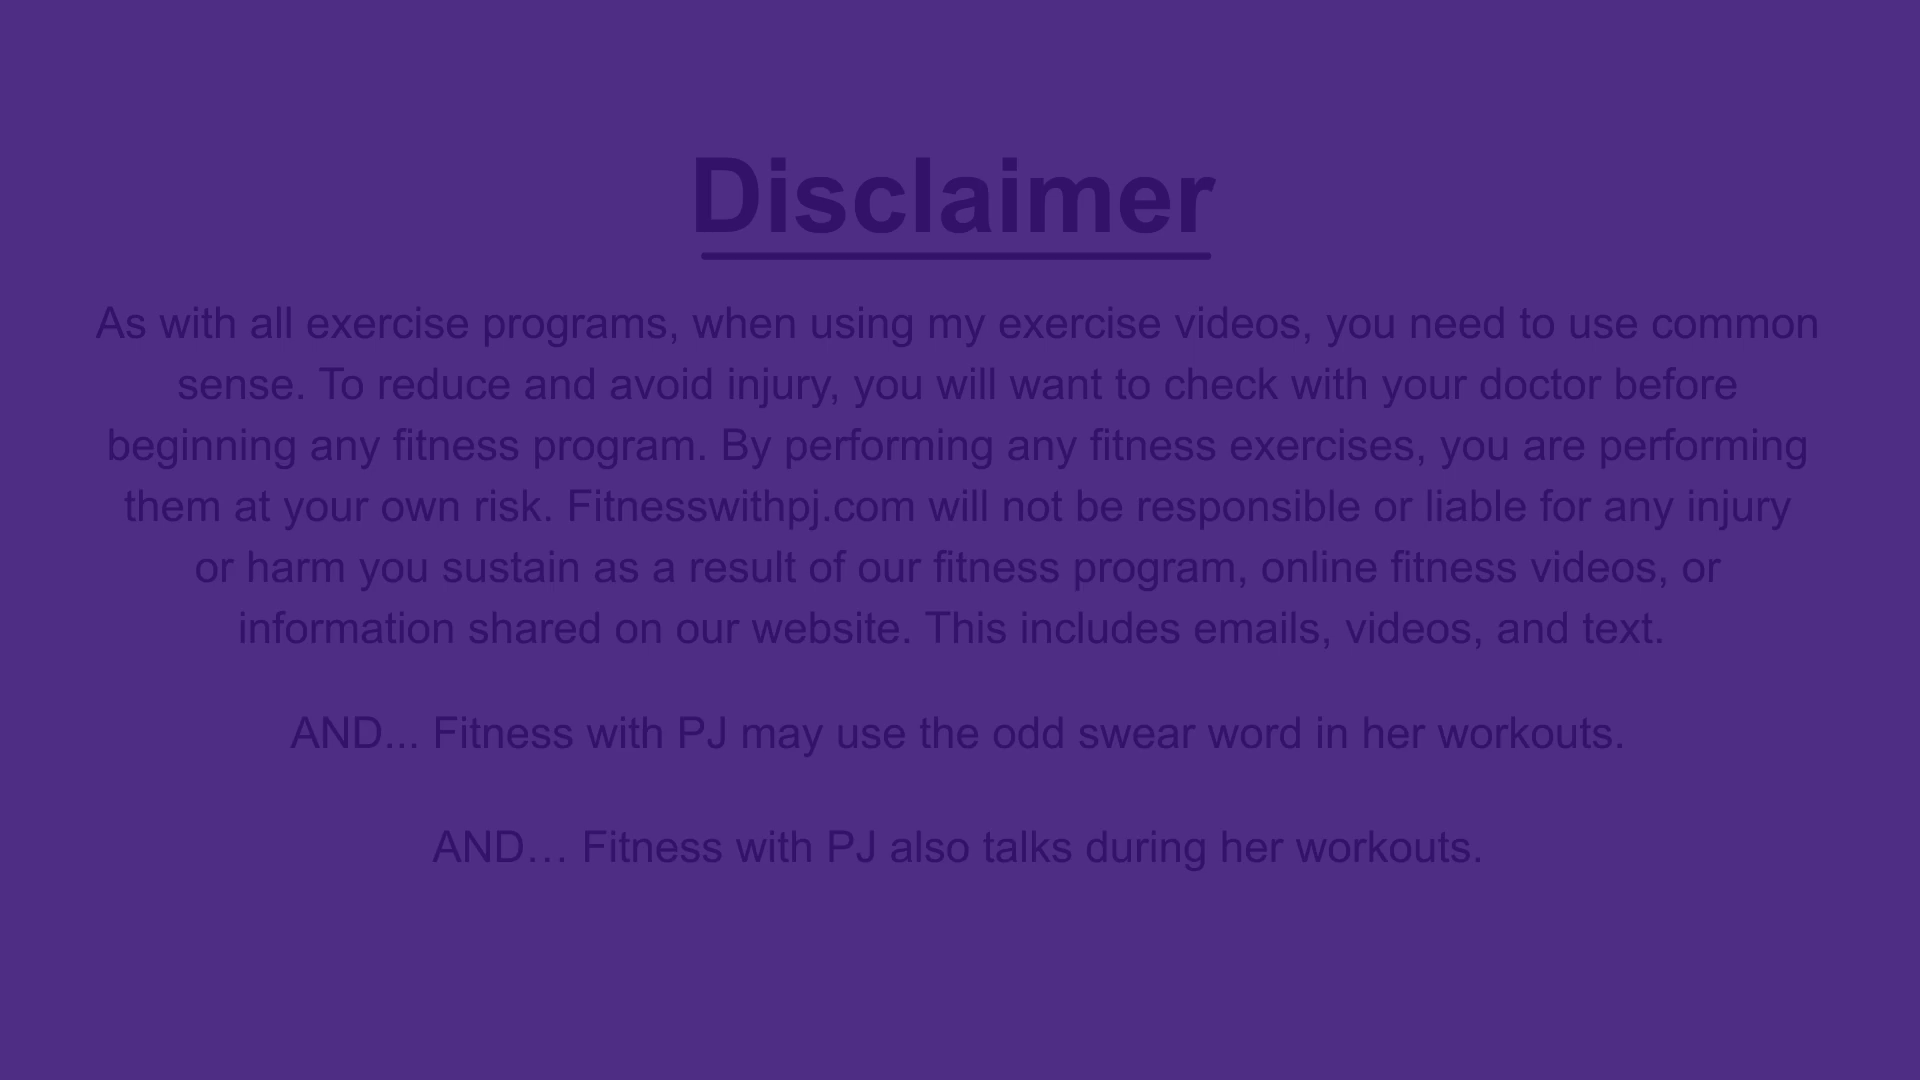 Disclaimer
As with all exercise programs, when using my exercise videos, you need to use common
sense. To reduce and avoid injury, you will want to check with your doctor before
beginning any fitness program. By performing any fitness exercises, you are performing
them at your own risk. Fitnesswithpj.com will not be responsible or liable for any injury
or harm you sustain as a result of our fitness program, online fitness videos, or
information shared on our website. This includes emails, videos, and text.
AND... Fitness with PJ may use the odd swear word in her workouts.
AND… Fitness with PJ also talks during her workouts.